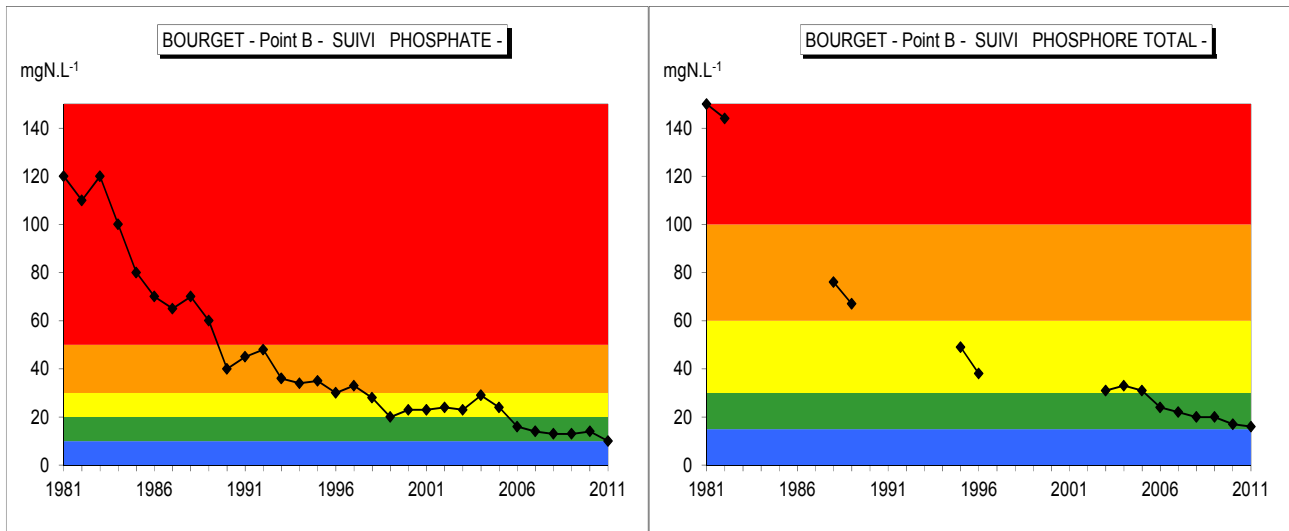 BOURGET - Point B - SUIVI PHOSPHATE -
mgN.L-1
140
120
100
80
60
40
20
0
1981 1986 1991 1996 2001 2006 2011
BOURGET - Point B - SUIVI PHOSPHORE TOTAL -
mgN.L-1
140
120
100
80
60
40
20
0
1981 1986 1991 1996 2001 2006 2011